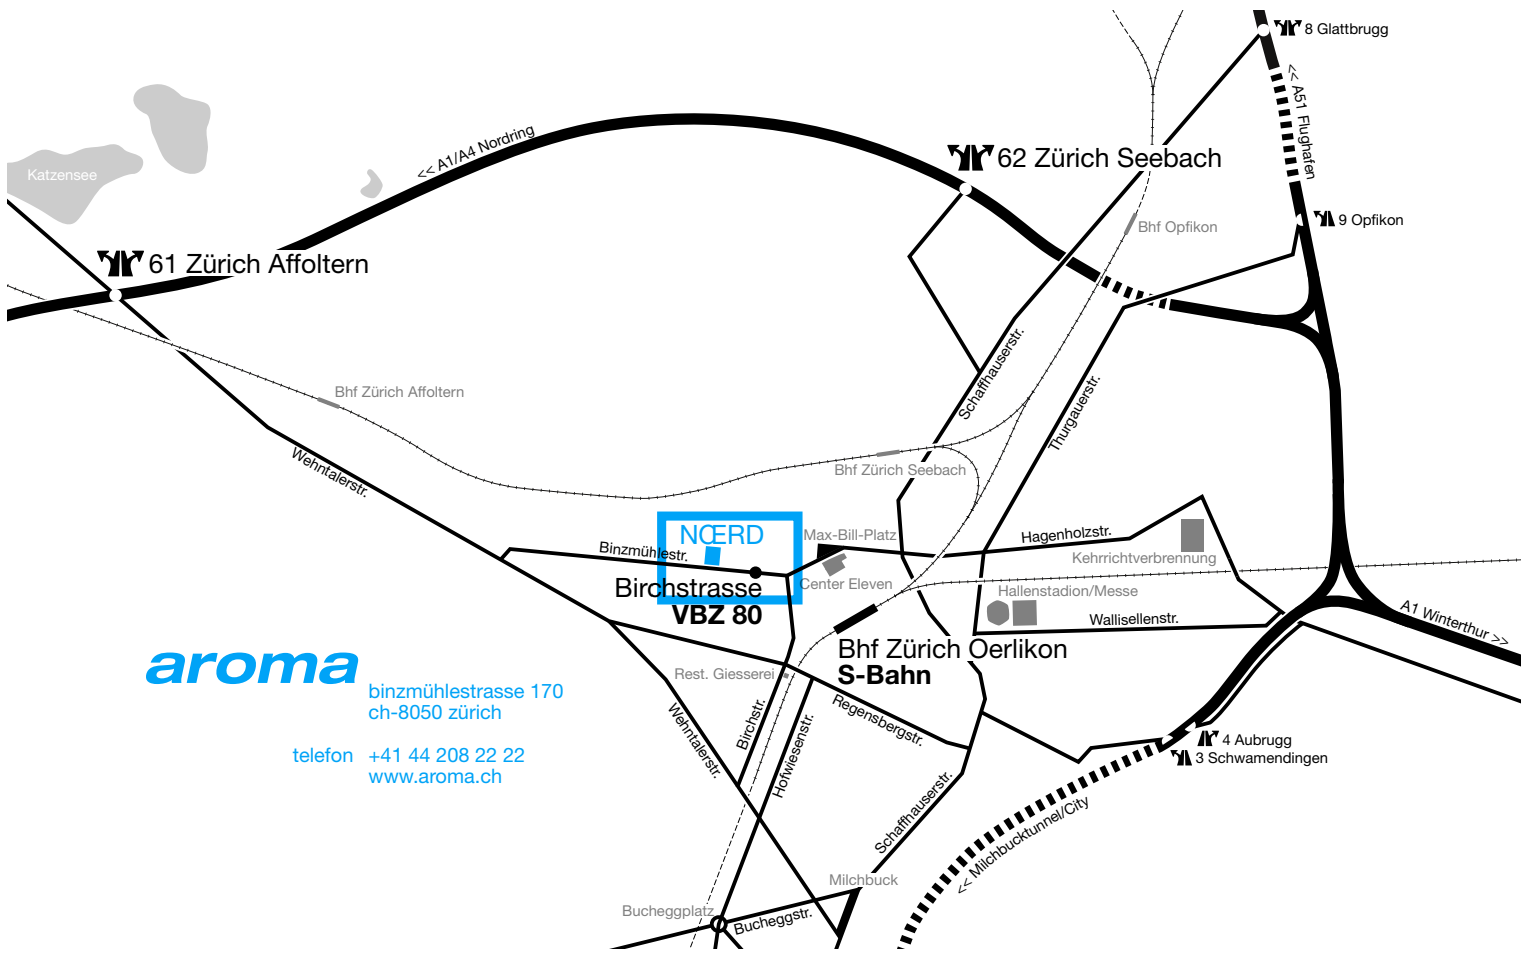 8 Glattbrugg
<< A51 Flughafen
<< A1/A4 Nordring
62 Zürich Seebach
Katzensee
9 Opfikon
Bhf Opfikon
61 Zürich Affoltern
Schaffhauserstr.
Bhf Zürich Affoltern
Thurgauerstr.
Wehntalerstr.
Bhf Zürich Seebach
NŒRD
Max-Bill-Platz
Hagenholzstr.
Binzmühlestr.
Kehrrichtverbrennung
Birchstrasse
VBZ 80
Center Eleven
Hallenstadion/Messe
Wallisellenstr.
A1 Winterthur >>
Bhf Zürich Oerlikon
S-Bahn
aroma
Rest. Giesserei
binzmühlestrasse 170
ch-8050 zürich
Birchstr.
Regensbergstr.
Wehntalerstr.
Hofwiesenstr.
telefon +41 44 208 22 22
www.aroma.ch
4 Aubrugg
3 Schwamendingen
Schaffhauserstr.
<< Milchbucktunnel/City
Milchbuck
Bucheggplatz
Bucheggstr.